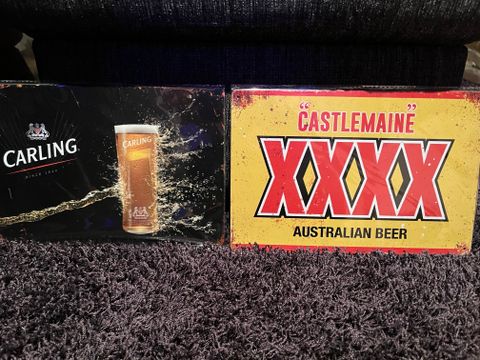 CARLING
SINCE 1840
CARLING
"CASTLEMAINE"
XXXX
AUSTRALIAN BEER